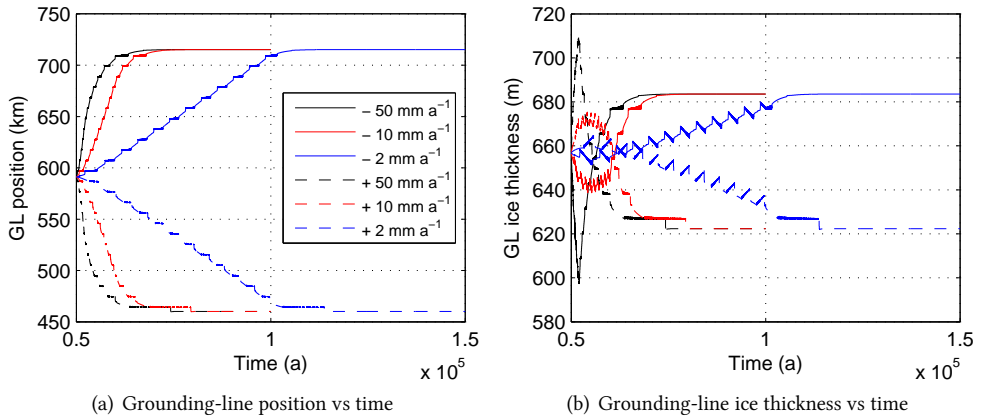 750
700
650
600
550
500
450
GL position (km)
0.5
1
1.5
Time (a)
x 10^5
− 50 mm a⁻¹
− 10 mm a⁻¹
− 2 mm a⁻¹
+ 50 mm a⁻¹
+ 10 mm a⁻¹
+ 2 mm a⁻¹
(a) Grounding-line position vs time
720
700
680
660
640
620
600
580
GL ice thickness (m)
0.5
1
1.5
Time (a)
x 10^5
(b) Grounding-line ice thickness vs time